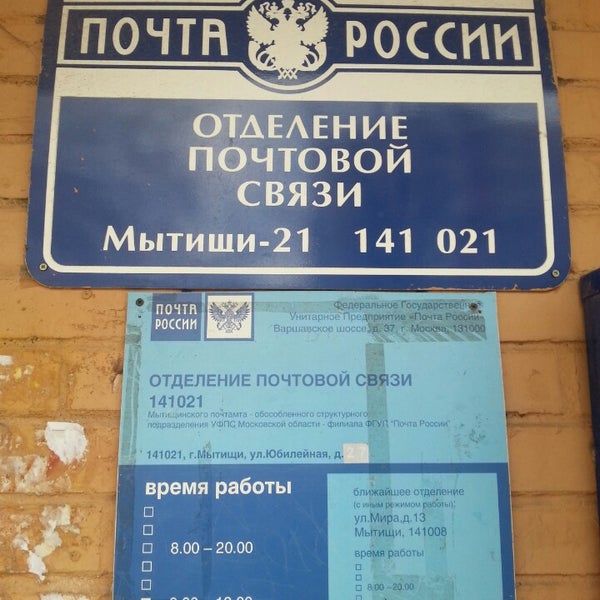 ПОЧТА РОССИИ
ОТДЕЛЕНИЕ
ПОЧТОВОЙ
СВЯЗИ
Мытищи-21 141 021
ПОЧТА
РОССИИ
Федеральное Государственное
Унитарное Предприятие «Почта России»
Варшавское шоссе, д. 37, г. Москва, 131000
ОТДЕЛЕНИЕ ПОЧТОВОЙ СВЯЗИ
141021
Мытищинского почтамта - обособленного структурного
подразделения УФПС Московской области - филиала ФГУП "Почта России"
141021, г.Мытищи, ул.Юбилейная, д.27
время работы
8.00 – 20.00
ближайшее отделение
(с иным режимом работы):
ул.Мира,д.13
Мытищи, 141008
время работы
8.00 – 20.00